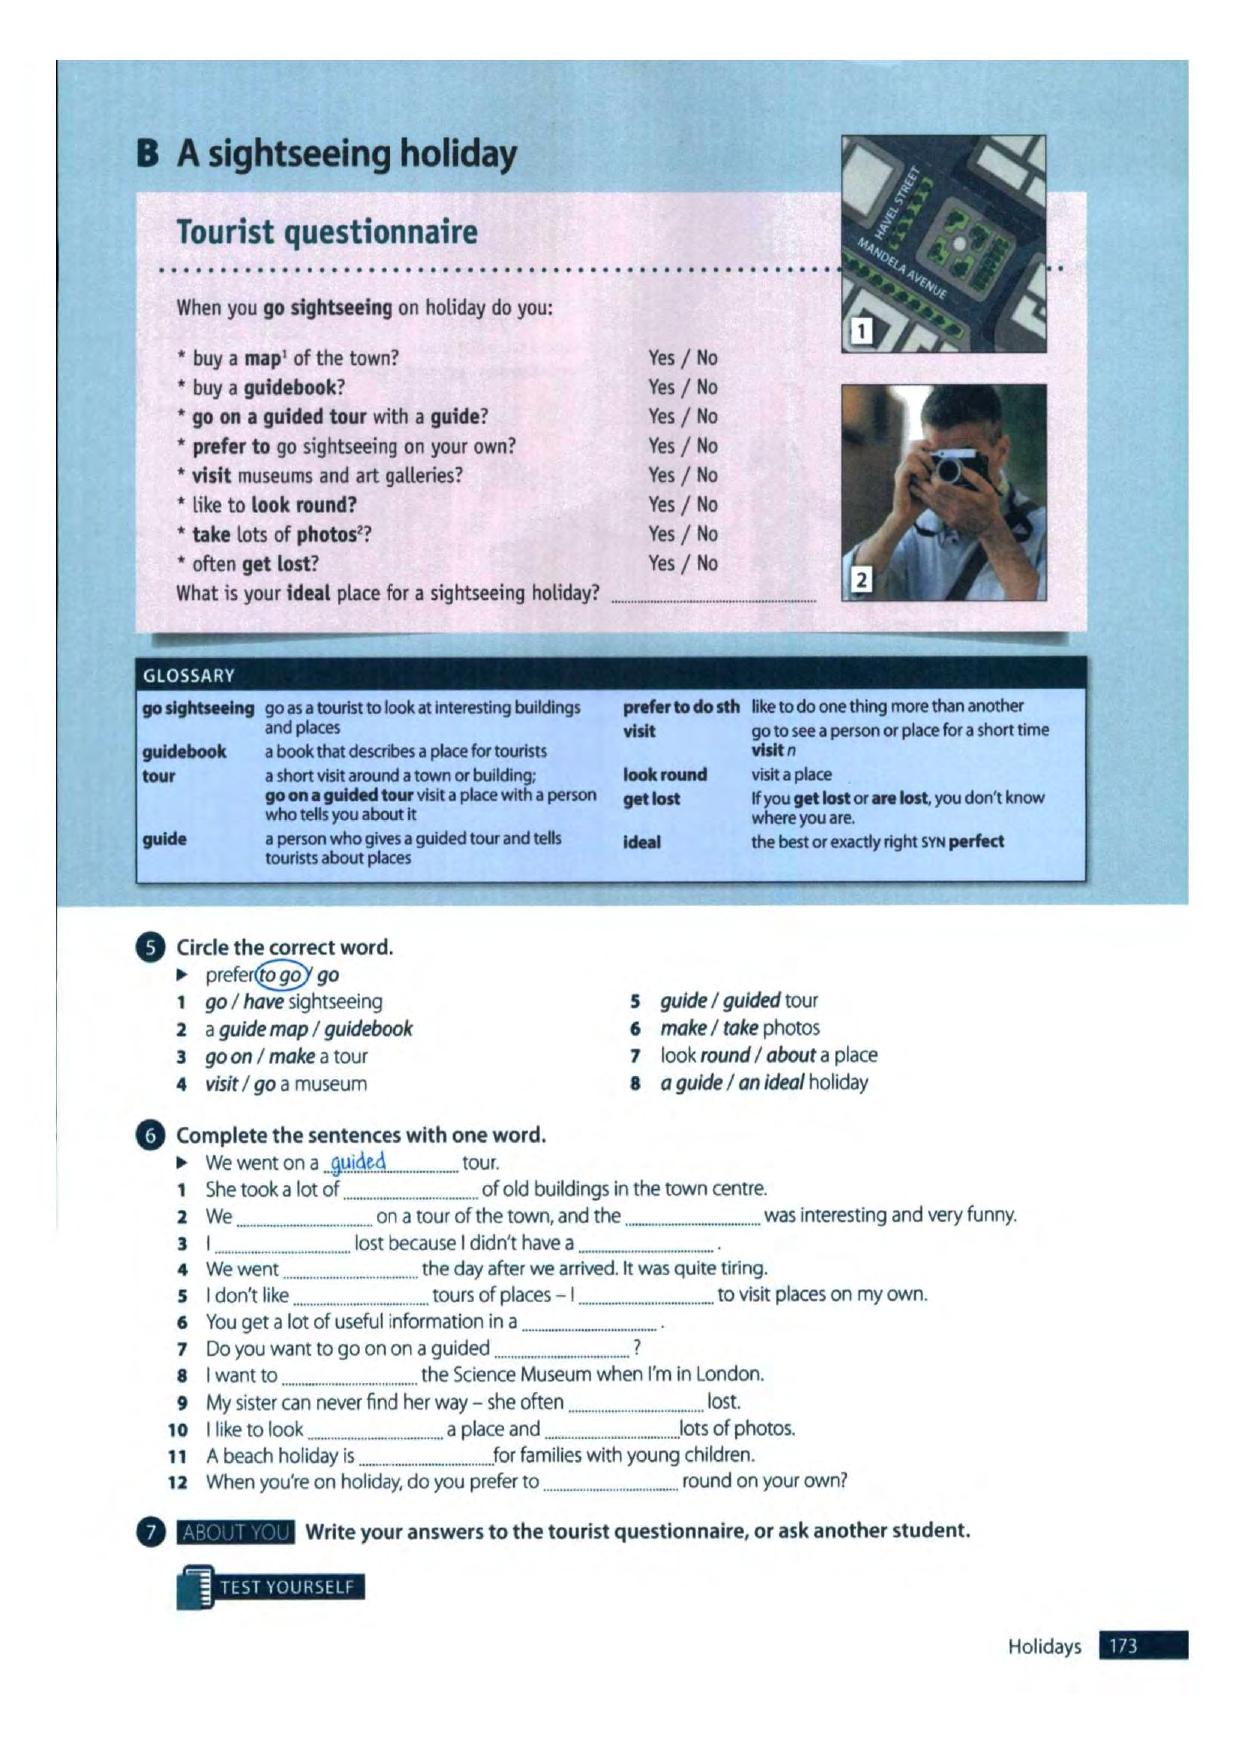 B A sightseeing holiday
HAVEL STREET
MANDELA AVENUE
1
Tourist questionnaire
When you go sightseeing on holiday do you:
* buy a map¹ of the town? Yes / No
* buy a guidebook? Yes / No
* go on a guided tour with a guide? Yes / No
* prefer to go sightseeing on your own? Yes / No
* visit museums and art galleries? Yes / No
* like to look round? Yes / No
* take lots of photos²? Yes / No
* often get lost? Yes / No
What is your ideal place for a sightseeing holiday?
2
GLOSSARY
go sightseeing go as a tourist to look at interesting buildings
and places
guidebook a book that describes a place for tourists
tour a short visit around a town or building;
go on a guided tour visit a place with a person
who tells you about it
guide a person who gives a guided tour and tells
tourists about places
prefer to do sth like to do one thing more than another
visit go to see a person or place for a short time
visit n
look round visit a place
get lost If you get lost or are lost, you don't know
where you are.
ideal the best or exactly right SYN perfect
5 Circle the correct word.
► prefer to go / go
1 go / have sightseeing
2 a guide map / guidebook
3 go on / make a tour
4 visit / go a museum
5 guide / guided tour
6 make / take photos
7 look round / about a place
8 a guide / an ideal holiday
6 Complete the sentences with one word.
► We went on a guided tour.
1 She took a lot of ............ of old buildings in the town centre.
2 We ............ on a tour of the town, and the ............ was interesting and very funny.
3 I ............ lost because I didn't have a ............ .
4 We went ............ the day after we arrived. It was quite tiring.
5 I don't like ............ tours of places – I ............ to visit places on my own.
6 You get a lot of useful information in a ............ .
7 Do you want to go on on a guided ............ ?
8 I want to ............ the Science Museum when I'm in London.
9 My sister can never find her way – she often ............ lost.
10 I like to look ............ a place and ............ lots of photos.
11 A beach holiday is ............ for families with young children.
12 When you're on holiday, do you prefer to ............ round on your own?
7 ABOUT YOU Write your answers to the tourist questionnaire, or ask another student.
TEST YOURSELF
Holidays 173